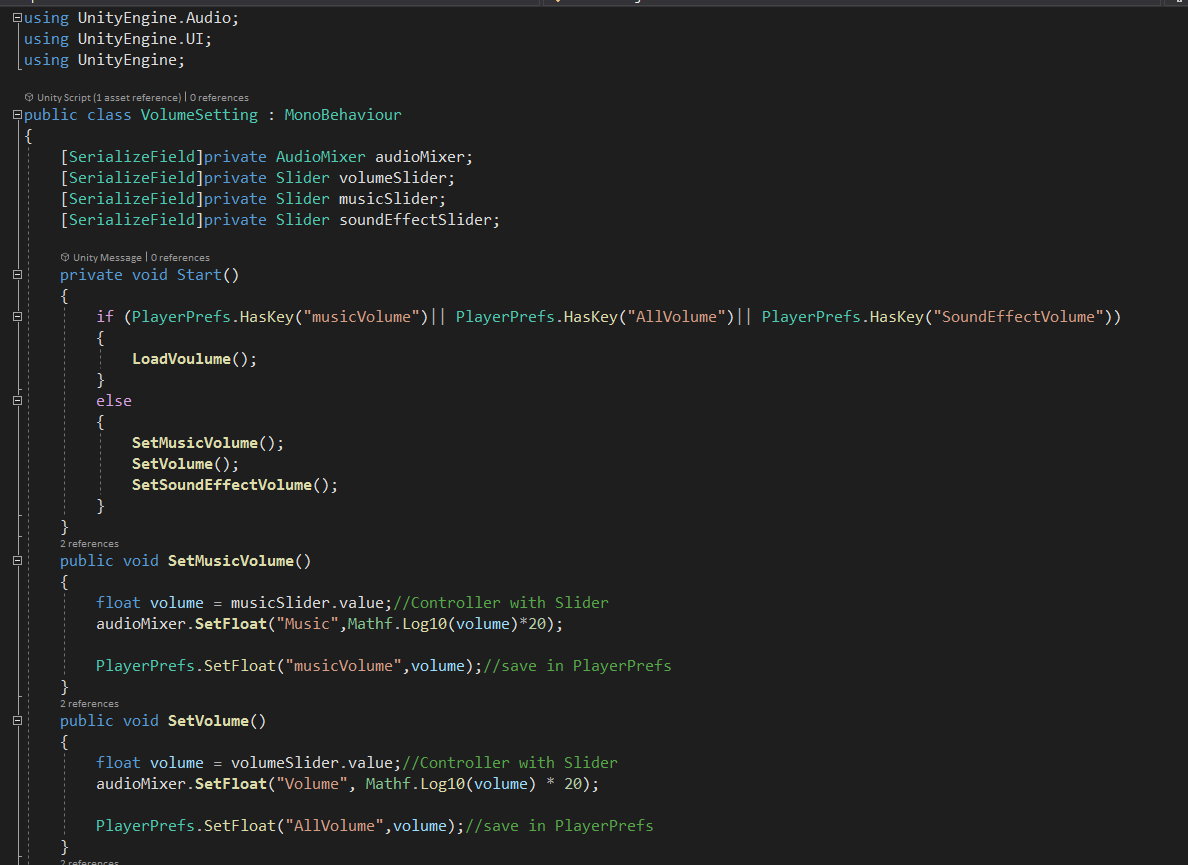 using UnityEngine.Audio;
using UnityEngine.UI;
using UnityEngine;
Unity Script (1 asset reference) | 0 references
public class VolumeSetting : MonoBehaviour
{
[SerializeField]private AudioMixer audioMixer;
[SerializeField]private Slider volumeSlider;
[SerializeField]private Slider musicSlider;
[SerializeField]private Slider soundEffectSlider;
Unity Message | 0 references
private void Start()
{
if (PlayerPrefs.HasKey("musicVolume")|| PlayerPrefs.HasKey("AllVolume")|| PlayerPrefs.HasKey("SoundEffectVolume"))
{
LoadVoulume();
}
else
{
SetMusicVolume();
SetVolume();
SetSoundEffectVolume();
}
}
2 references
public void SetMusicVolume()
{
float volume = musicSlider.value;//Controller with Slider
audioMixer.SetFloat("Music",Mathf.Log10(volume)*20);
PlayerPrefs.SetFloat("musicVolume",volume);//save in PlayerPrefs
}
2 references
public void SetVolume()
{
float volume = volumeSlider.value;//Controller with Slider
audioMixer.SetFloat("Volume", Mathf.Log10(volume) * 20);
PlayerPrefs.SetFloat("AllVolume",volume);//save in PlayerPrefs
}
2 references